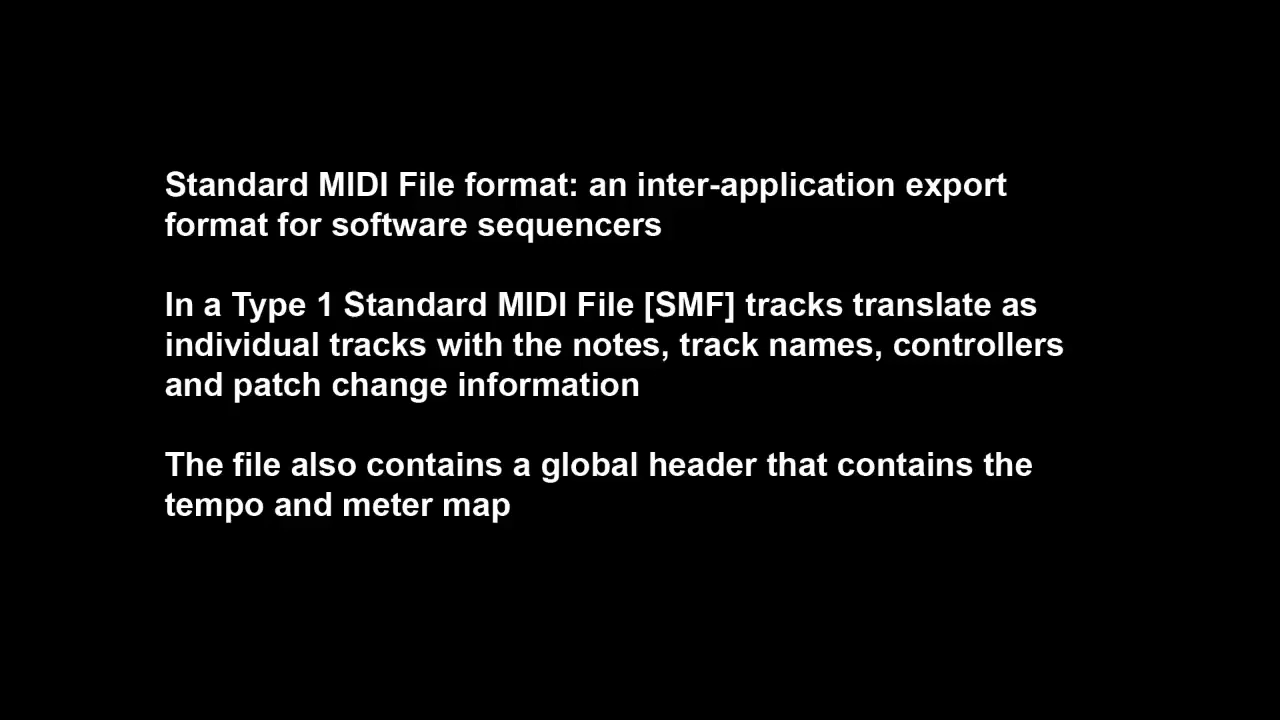 Standard MIDI File format: an inter-application export
format for software sequencers
In a Type 1 Standard MIDI File [SMF] tracks translate as
individual tracks with the notes, track names, controllers
and patch change information
The file also contains a global header that contains the
tempo and meter map